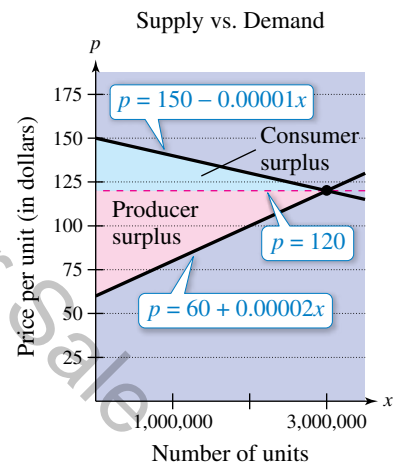 Supply vs. Demand
p
175
150
125
100
75
50
25
p = 150 − 0.00001x
Consumer
surplus
Producer
surplus
p = 120
p = 60 + 0.00002x
Price per unit (in dollars)
x
1,000,000
3,000,000
Number of units
Sale